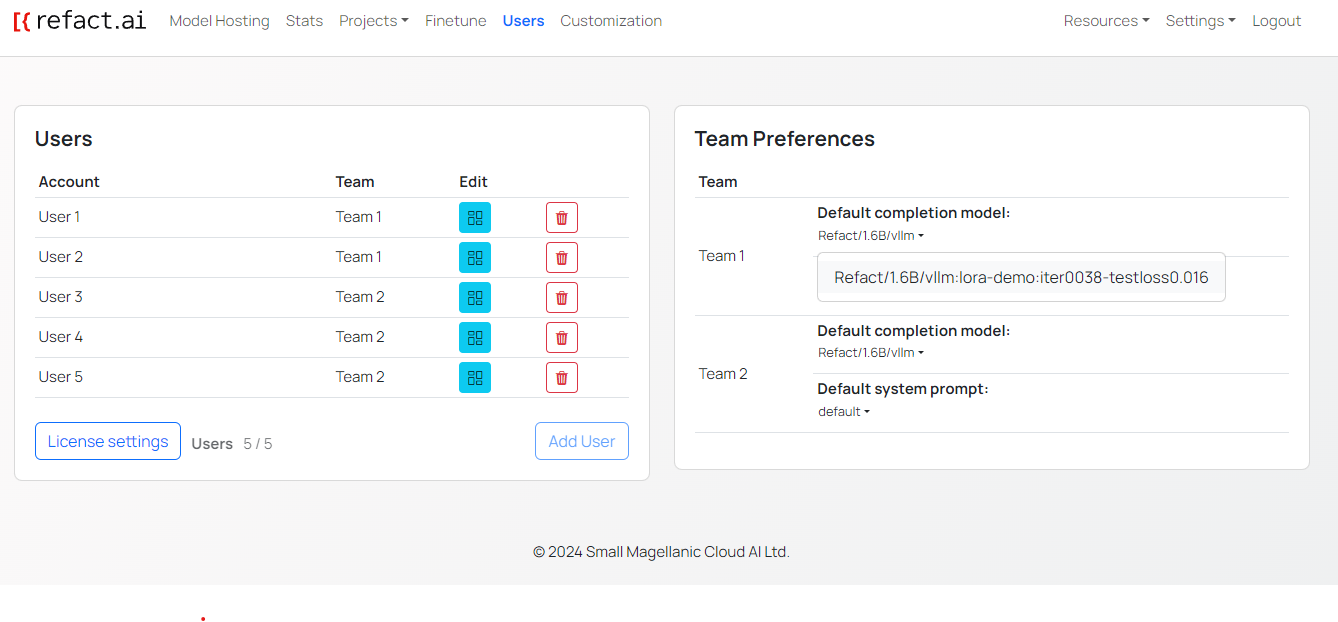 refact.ai Model Hosting Stats Projects Finetune Users Customization Resources Settings Logout
Users
Account Team Edit
User 1 Team 1
User 2 Team 1
User 3 Team 2
User 4 Team 2
User 5 Team 2
License settings Users 5 / 5 Add User
Team Preferences
Team
Team 1
Default completion model:
Refact/1.6B/vllm
Refact/1.6B/vllm:lora-demo:iter0038-testloss0.016
Team 2
Default completion model:
Refact/1.6B/vllm
Default system prompt:
default
© 2024 Small Magellanic Cloud AI Ltd.